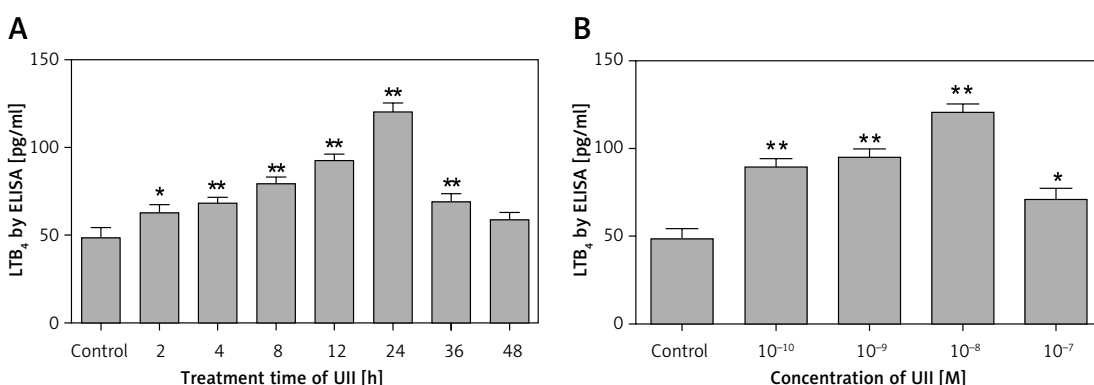 A
LTB₄ by ELISA [pg/ml]
150
100
50
0
*
**
**
**
**
**
Control 2 4 8 12 24 36 48
Treatment time of UII [h]
B
LTB₄ by ELISA [pg/ml]
150
100
50
0
**
**
**
*
Control 10⁻¹⁰ 10⁻⁹ 10⁻⁸ 10⁻⁷
Concentration of UII [M]